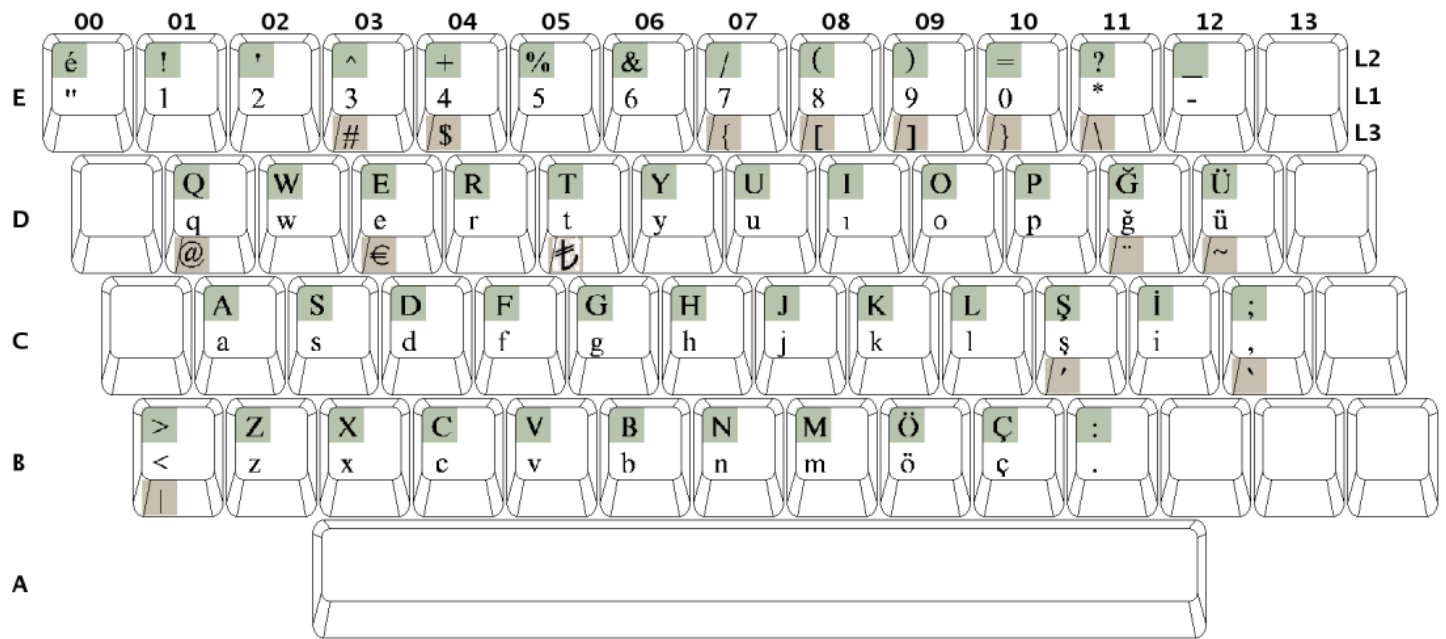 00 01 02 03 04 05 06 07 08 09 10 11 12 13
é ! ' ^ + % & / ( ) = ? _ L2
E " 1 2 3 4 5 6 7 8 9 0 * - L1
# $ { [ ] } \ L3
Q W E R T Y U I O P Ğ Ü
D q w e r t y u ı o p ğ ü
@ € ₺ ¨ ~
A S D F G H J K L Ş İ ;
C a s d f g h j k l ş i ,
´ `
> Z X C V B N M Ö Ç :
B < z x c v b n m ö ç .
|
A